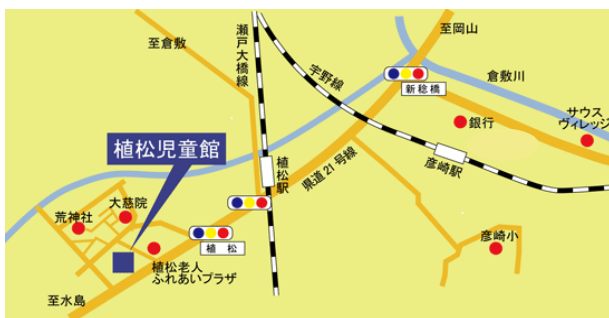 至岡山
至倉敷
瀬戸大橋線
宇野線
新稔橋
倉敷川
サウス
ヴィレッジ
銀行
植松児童館
植松駅
県道21号線
彦崎駅
大慈院
荒神社
植松
植松老人
ふれあいプラザ
彦崎小
至水島